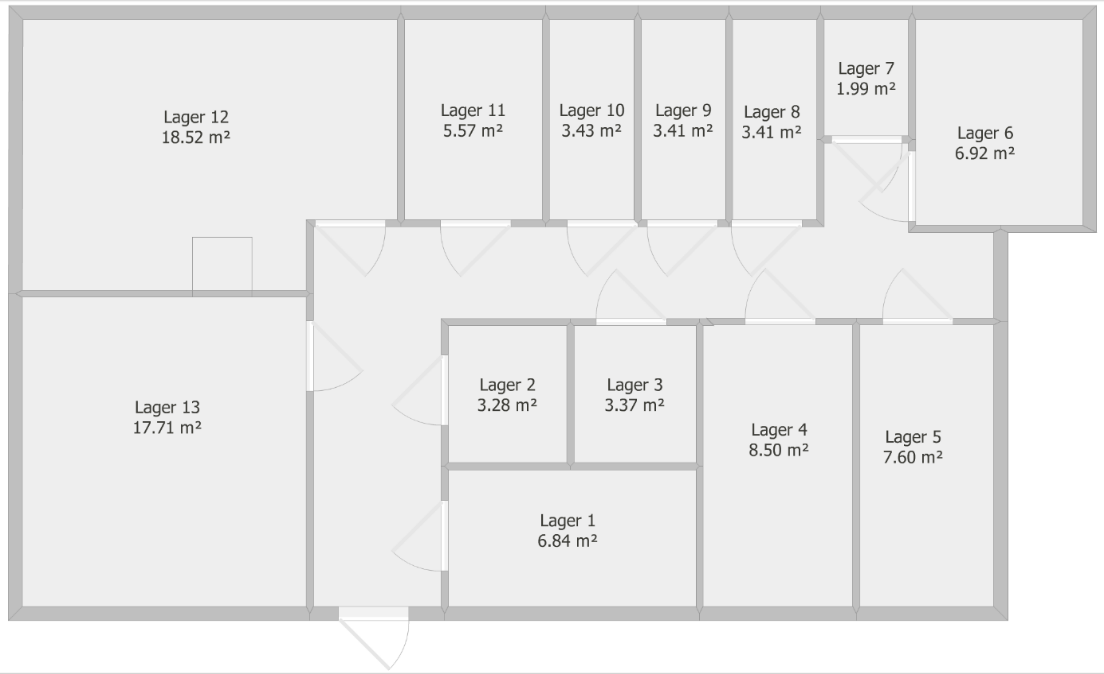 Lager 12
18.52 m²
Lager 11
5.57 m²
Lager 10
3.43 m²
Lager 9
3.41 m²
Lager 8
3.41 m²
Lager 7
1.99 m²
Lager 6
6.92 m²
Lager 13
17.71 m²
Lager 2
3.28 m²
Lager 3
3.37 m²
Lager 4
8.50 m²
Lager 5
7.60 m²
Lager 1
6.84 m²